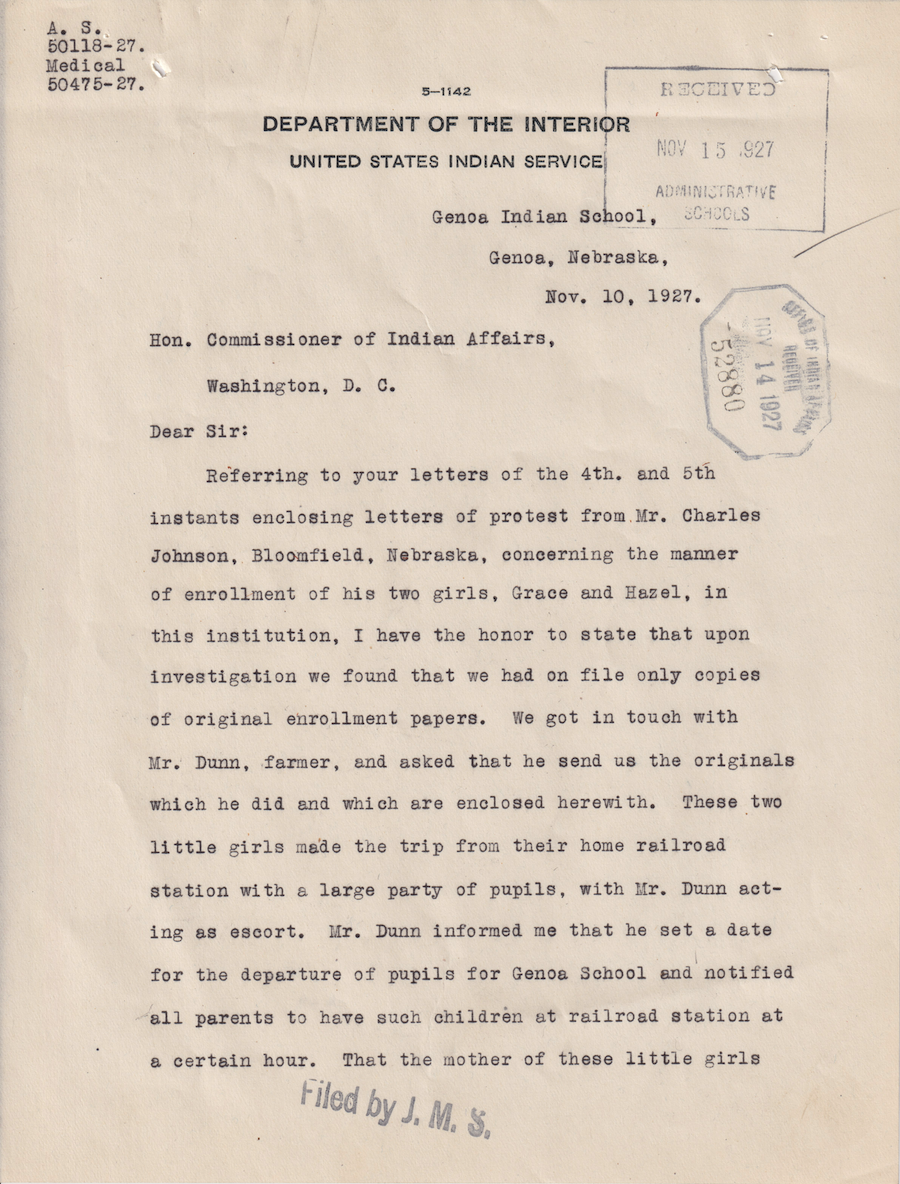 A. S.
50118-27.
Medical
50475-27.
5—1142
DEPARTMENT OF THE INTERIOR
UNITED STATES INDIAN SERVICE
RECEIVED
NOV 15 1927
ADMINISTRATIVE
SCHOOLS
Genoa Indian School,
Genoa, Nebraska,
Nov. 10, 1927.
OFFICE OF INDIAN AFFAIRS
RECEIVED
NOV 14 1927
52880
Hon. Commissioner of Indian Affairs,
Washington, D. C.
Dear Sir:
Referring to your letters of the 4th. and 5th
instants enclosing letters of protest from Mr. Charles
Johnson, Bloomfield, Nebraska, concerning the manner
of enrollment of his two girls, Grace and Hazel, in
this institution, I have the honor to state that upon
investigation we found that we had on file only copies
of original enrollment papers.  We got in touch with
Mr. Dunn, farmer, and asked that he send us the originals
which he did and which are enclosed herewith.  These two
little girls made the trip from their home railroad
station with a large party of pupils, with Mr. Dunn act-
ing as escort.  Mr. Dunn informed me that he set a date
for the departure of pupils for Genoa School and notified
all parents to have such children at railroad station at
a certain hour.  That the mother of these little girls
Filed by J. M. S.